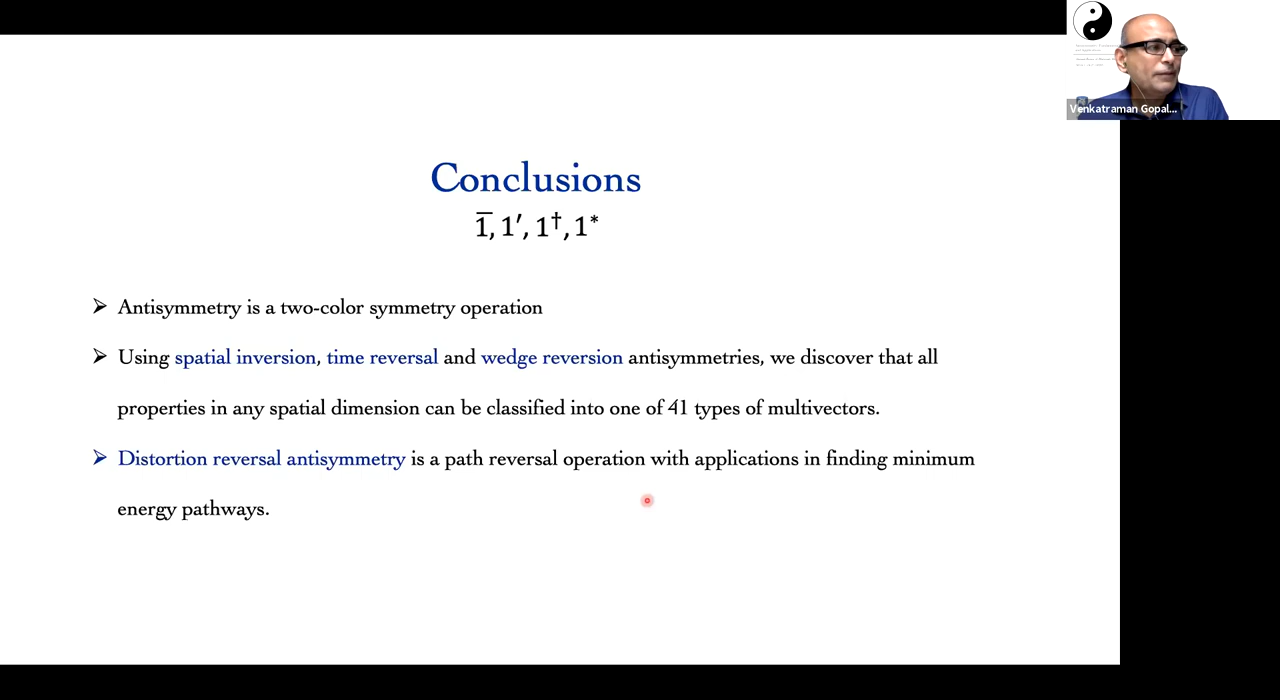 Venkatraman Gopal...
Conclusions
1̅, 1′, 1†, 1*
➢ Antisymmetry is a two-color symmetry operation
➢ Using spatial inversion, time reversal and wedge reversion antisymmetries, we discover that all
properties in any spatial dimension can be classified into one of 41 types of multivectors.
➢ Distortion reversal antisymmetry is a path reversal operation with applications in finding minimum
energy pathways.